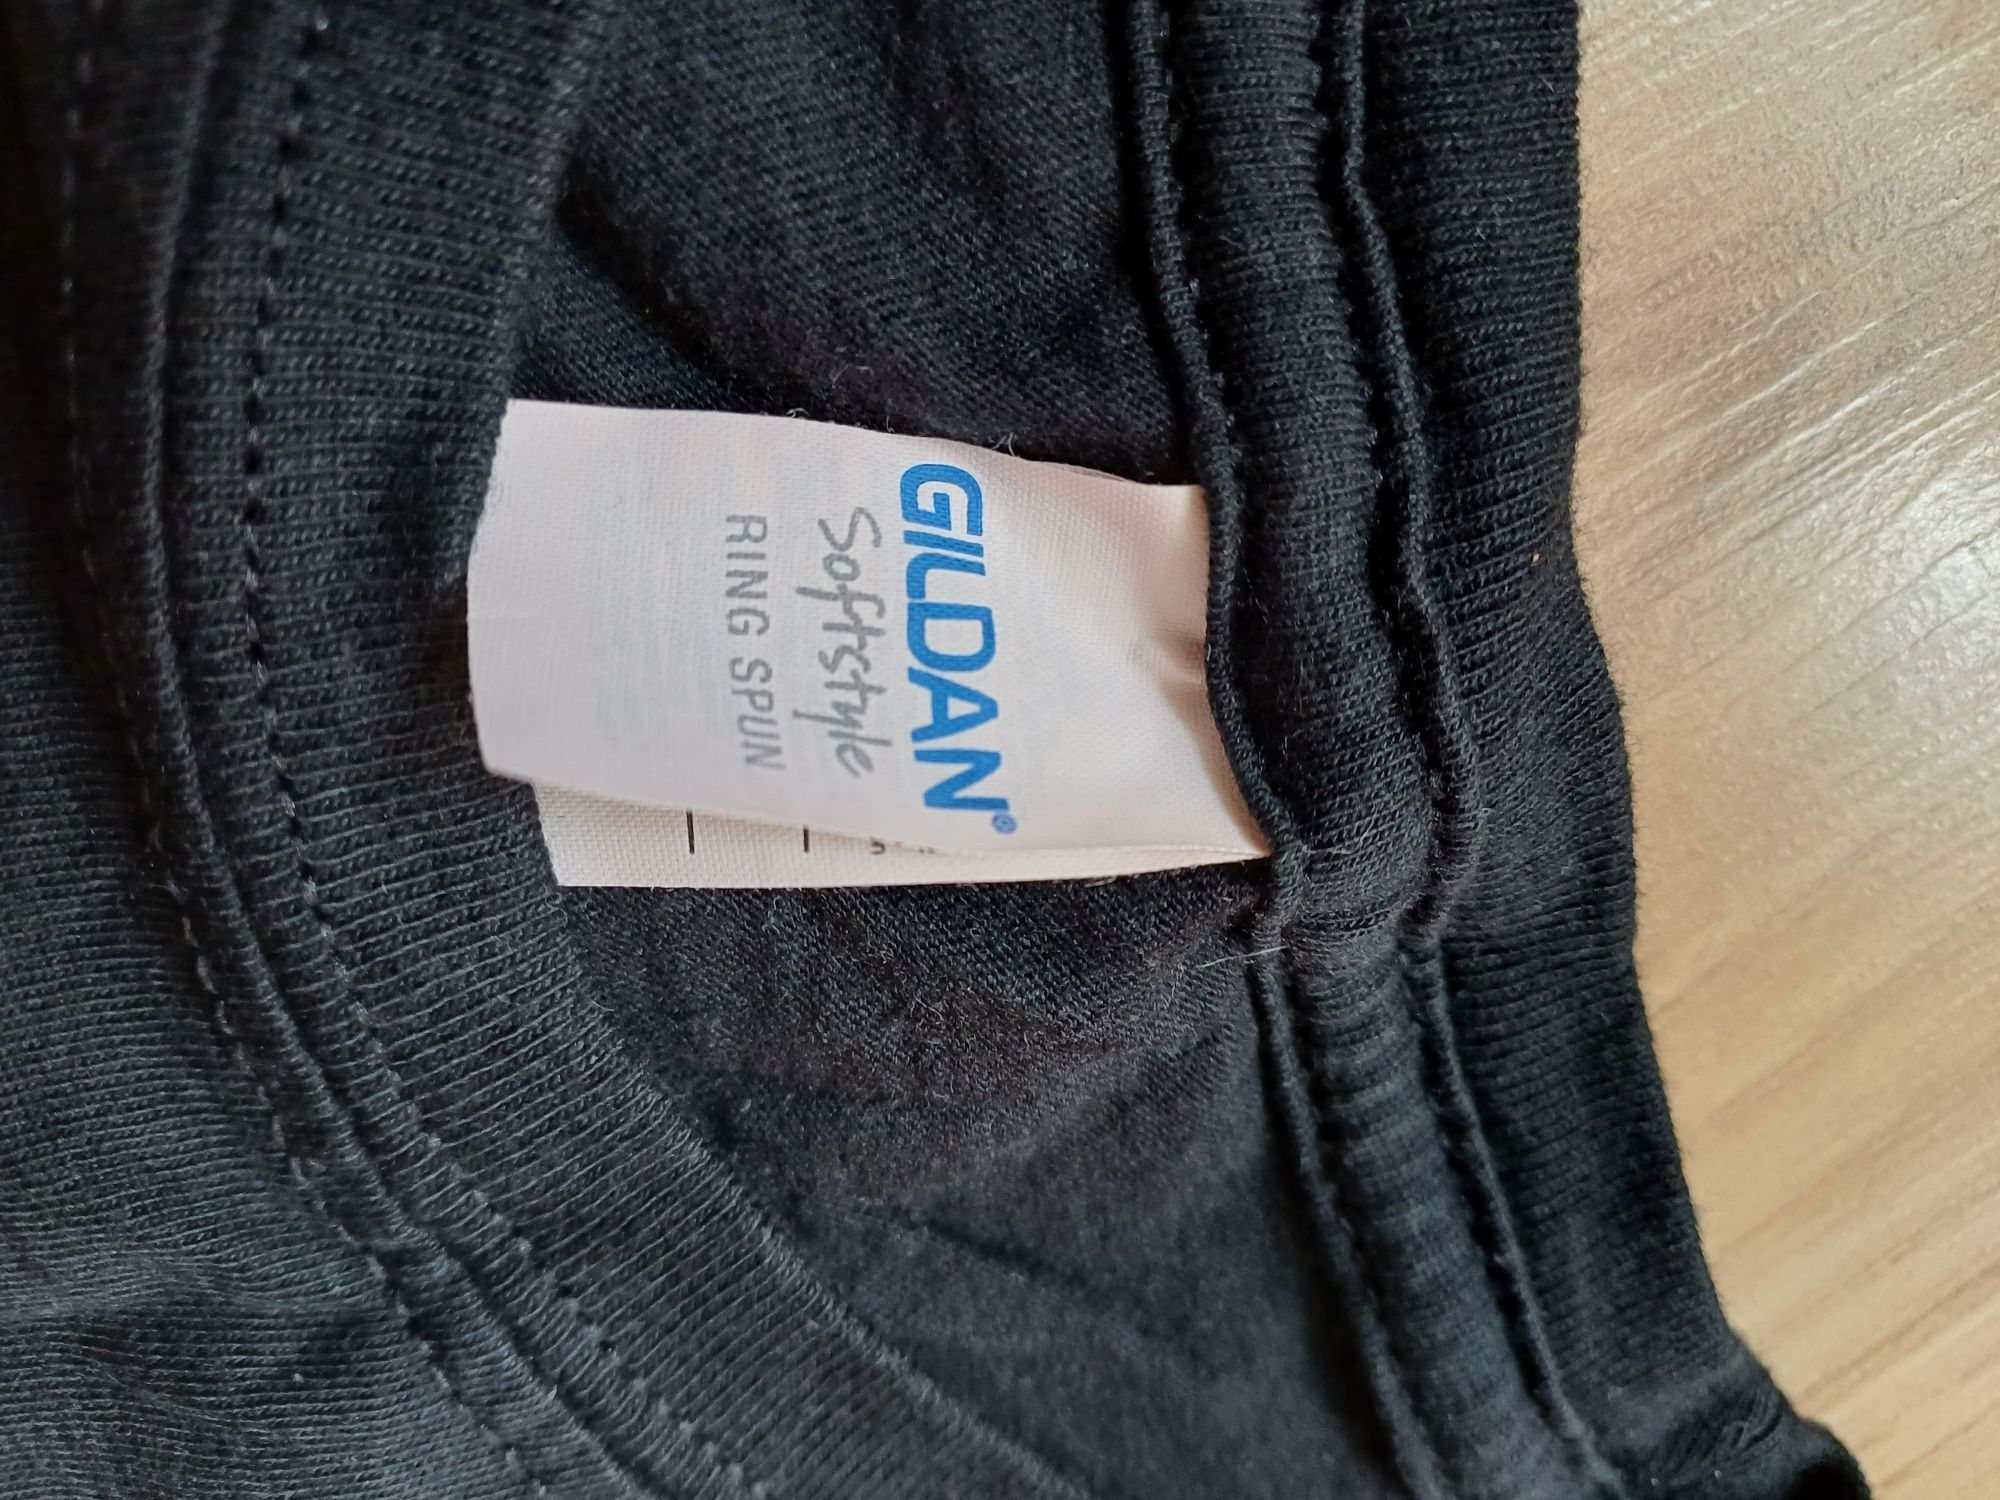 GILDAN®
Softstyle
RING SPUN